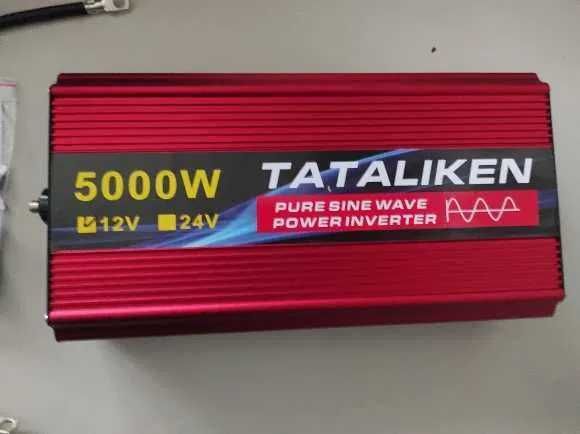 5000W
12V 24V
TATALIKEN
PURE SINE WAVE
POWER INVERTER